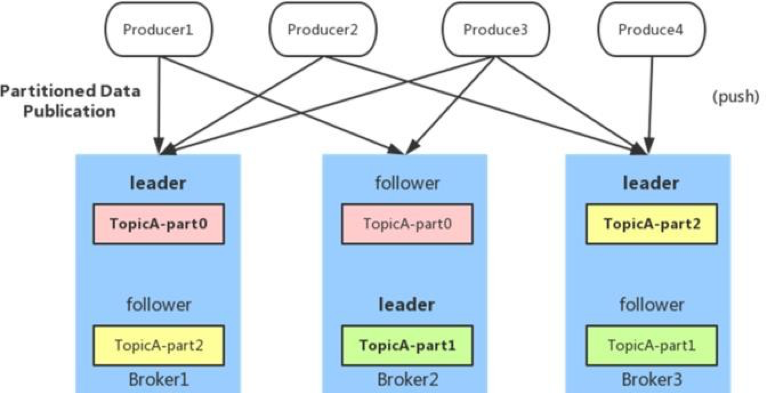 Producer1
Producer2
Produce3
Produce4
Partitioned Data
Publication
(push)
leader
TopicA-part0
follower
TopicA-part2
Broker1
follower
TopicA-part0
leader
TopicA-part1
Broker2
leader
TopicA-part2
follower
TopicA-part1
Broker3